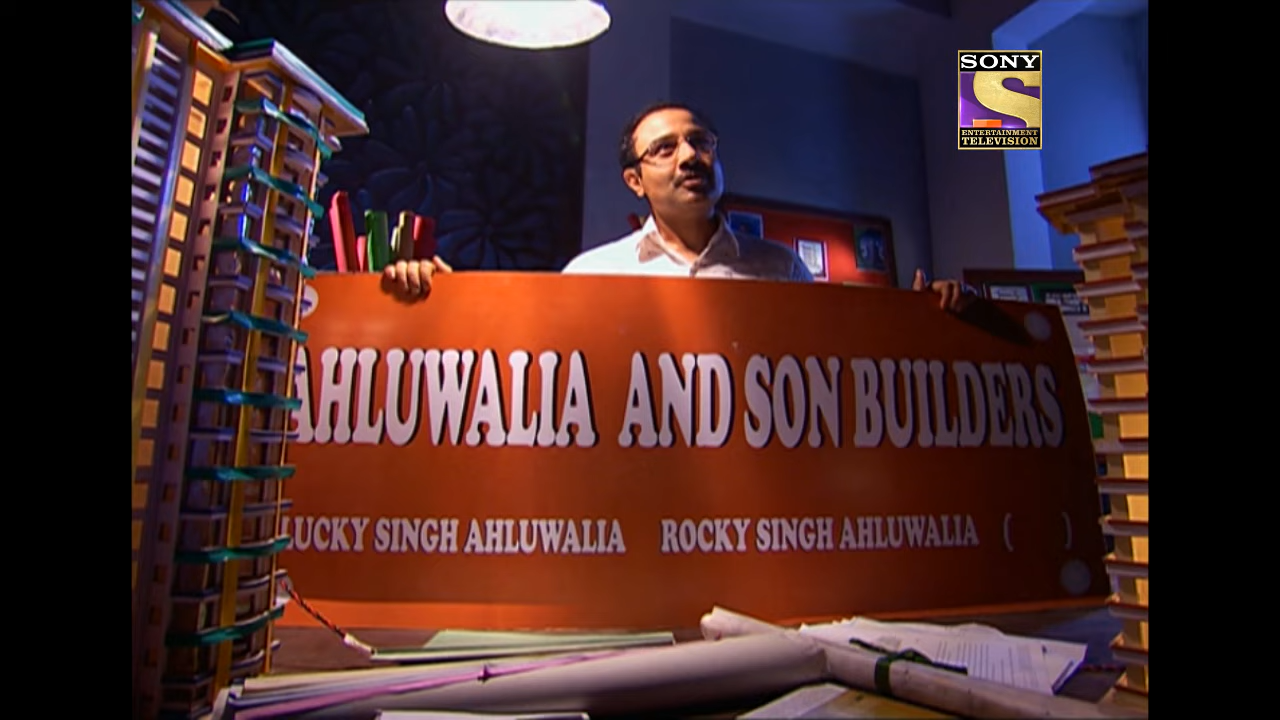 SONY
ENTERTAINMENT
TELEVISION
AHLUWALIA AND SON BUILDERS
LUCKY SINGH AHLUWALIA ROCKY SINGH AHLUWALIA ( )